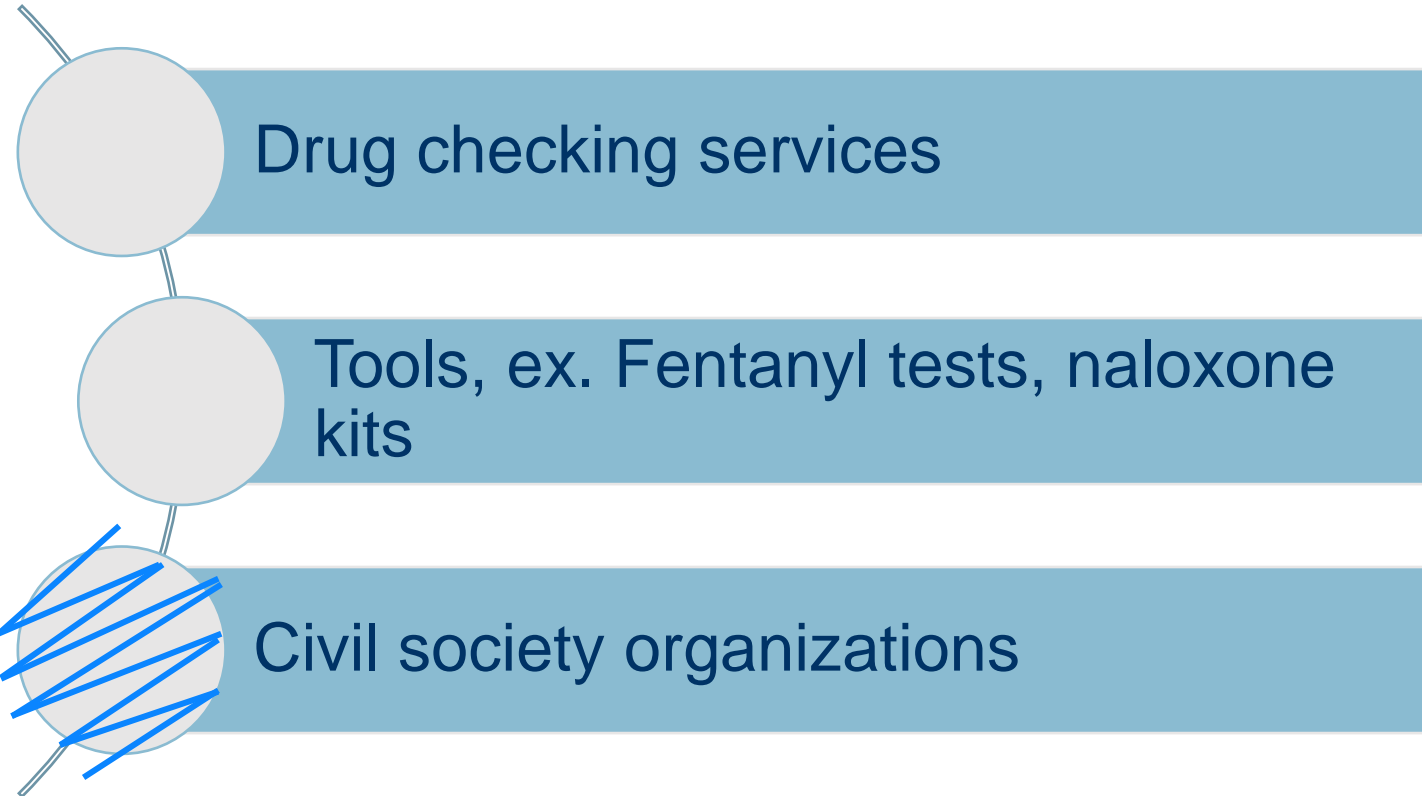 Drug checking services
Tools, ex. Fentanyl tests, naloxone
kits
Civil society organizations